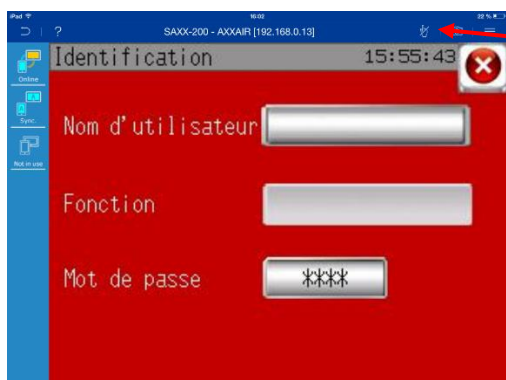 iPad 16:02 22 %
? SAXX-200 - AXXAIR [192.168.0.13]
Identification 15:55:43
Online
Sync.
Not in use
Nom d'utilisateur
Fonction
Mot de passe ****